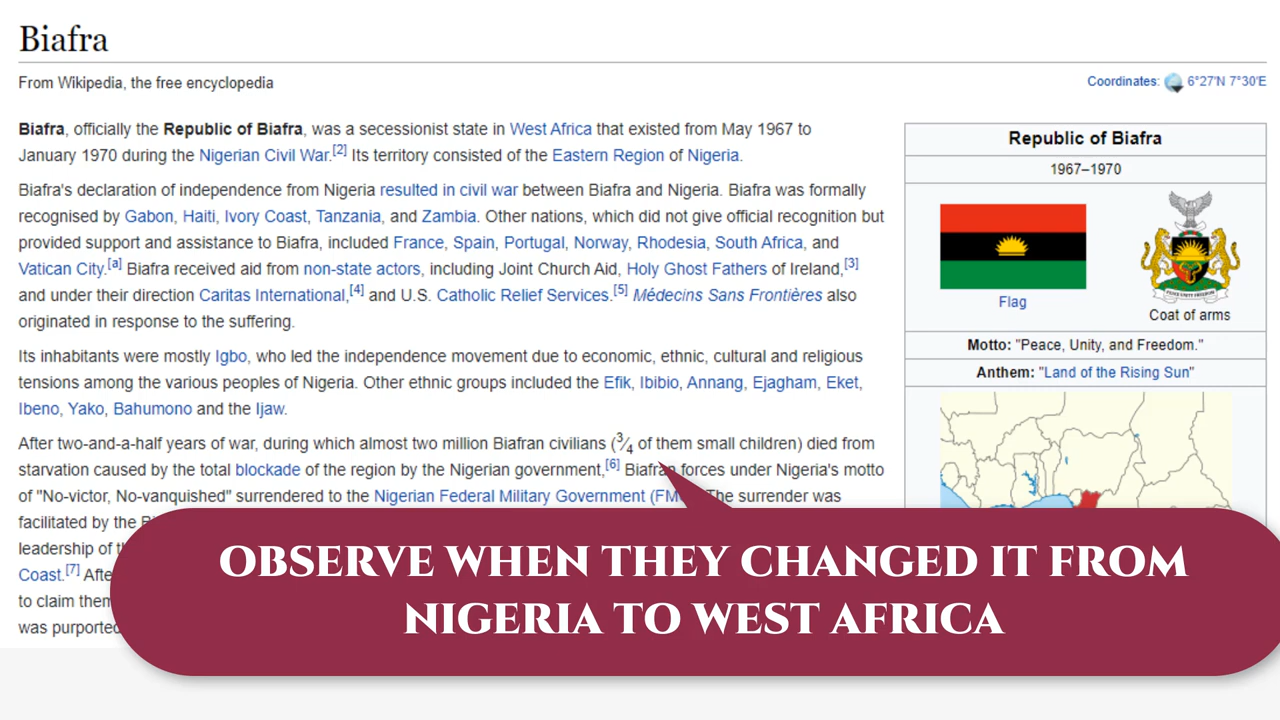 Biafra
From Wikipedia, the free encyclopedia
Coordinates: 6°27′N 7°30′E
Biafra, officially the Republic of Biafra, was a secessionist state in West Africa that existed from May 1967 to
January 1970 during the Nigerian Civil War.[2] Its territory consisted of the Eastern Region of Nigeria.
Biafra's declaration of independence from Nigeria resulted in civil war between Biafra and Nigeria. Biafra was formally
recognised by Gabon, Haiti, Ivory Coast, Tanzania, and Zambia. Other nations, which did not give official recognition but
provided support and assistance to Biafra, included France, Spain, Portugal, Norway, Rhodesia, South Africa, and
Vatican City.[a] Biafra received aid from non-state actors, including Joint Church Aid, Holy Ghost Fathers of Ireland,[3]
and under their direction Caritas International,[4] and U.S. Catholic Relief Services.[5] Médecins Sans Frontières also
originated in response to the suffering.
Its inhabitants were mostly Igbo, who led the independence movement due to economic, ethnic, cultural and religious
tensions among the various peoples of Nigeria. Other ethnic groups included the Efik, Ibibio, Annang, Ejagham, Eket,
Ibeno, Yako, Bahumono and the Ijaw.
After two-and-a-half years of war, during which almost two million Biafran civilians (3⁄4 of them small children) died from
starvation caused by the total blockade of the region by the Nigerian government,[6] Biafran forces under Nigeria's motto
of "No-victor, No-vanquished" surrendered to the Nigerian Federal Military Government (FM The surrender was
facilitated by the
leadership of
Coast.[7] Afte
to claim them
was purported
Republic of Biafra
1967–1970
Flag
Coat of arms
Motto: "Peace, Unity, and Freedom."
Anthem: "Land of the Rising Sun"
OBSERVE WHEN THEY CHANGED IT FROM
NIGERIA TO WEST AFRICA